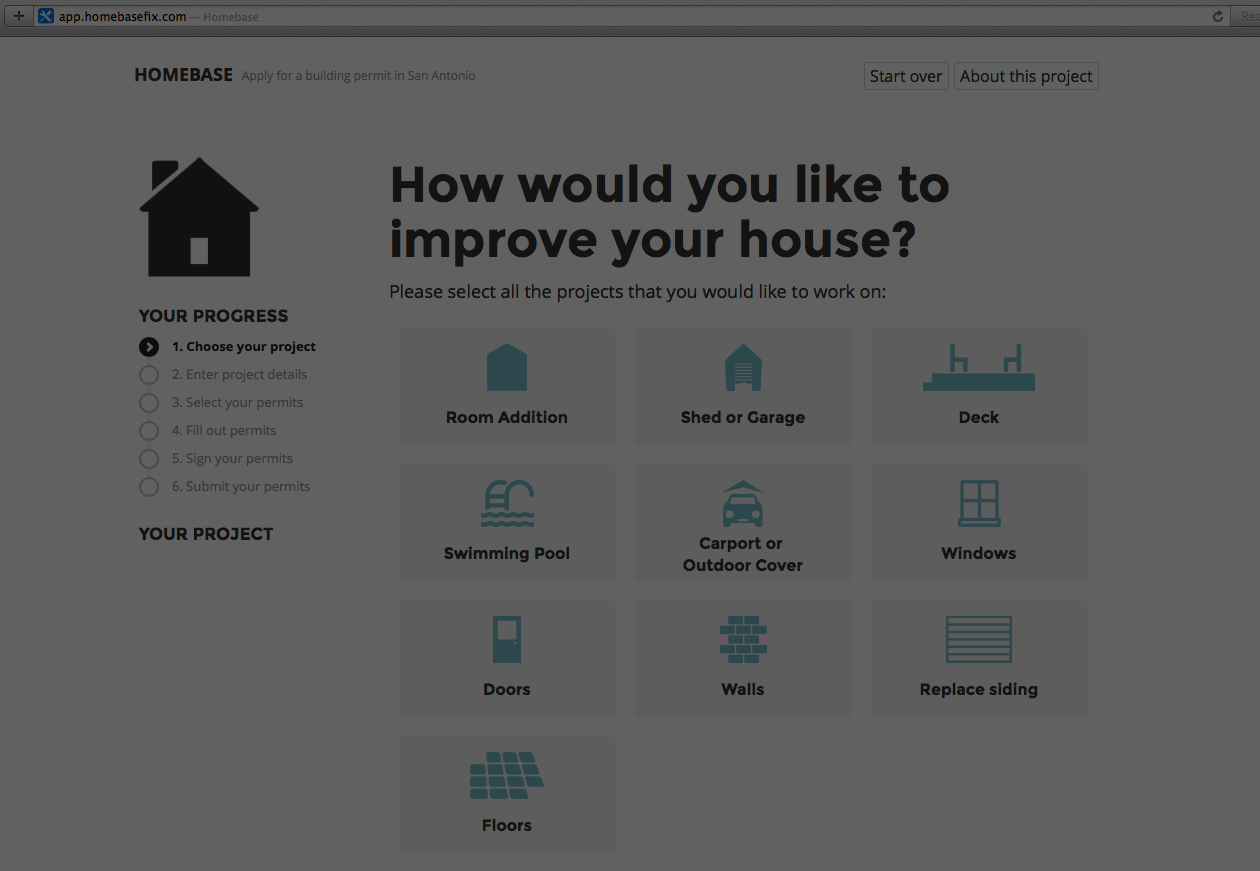 app.homebasefix.com — Homebase
HOMEBASE Apply for a building permit in San Antonio
Start over
About this project
How would you like to
improve your house?
Please select all the projects that you would like to work on:
YOUR PROGRESS
1. Choose your project
2. Enter project details
3. Select your permits
4. Fill out permits
5. Sign your permits
6. Submit your permits
YOUR PROJECT
Room Addition
Shed or Garage
Deck
Swimming Pool
Carport or
Outdoor Cover
Windows
Doors
Walls
Replace siding
Floors